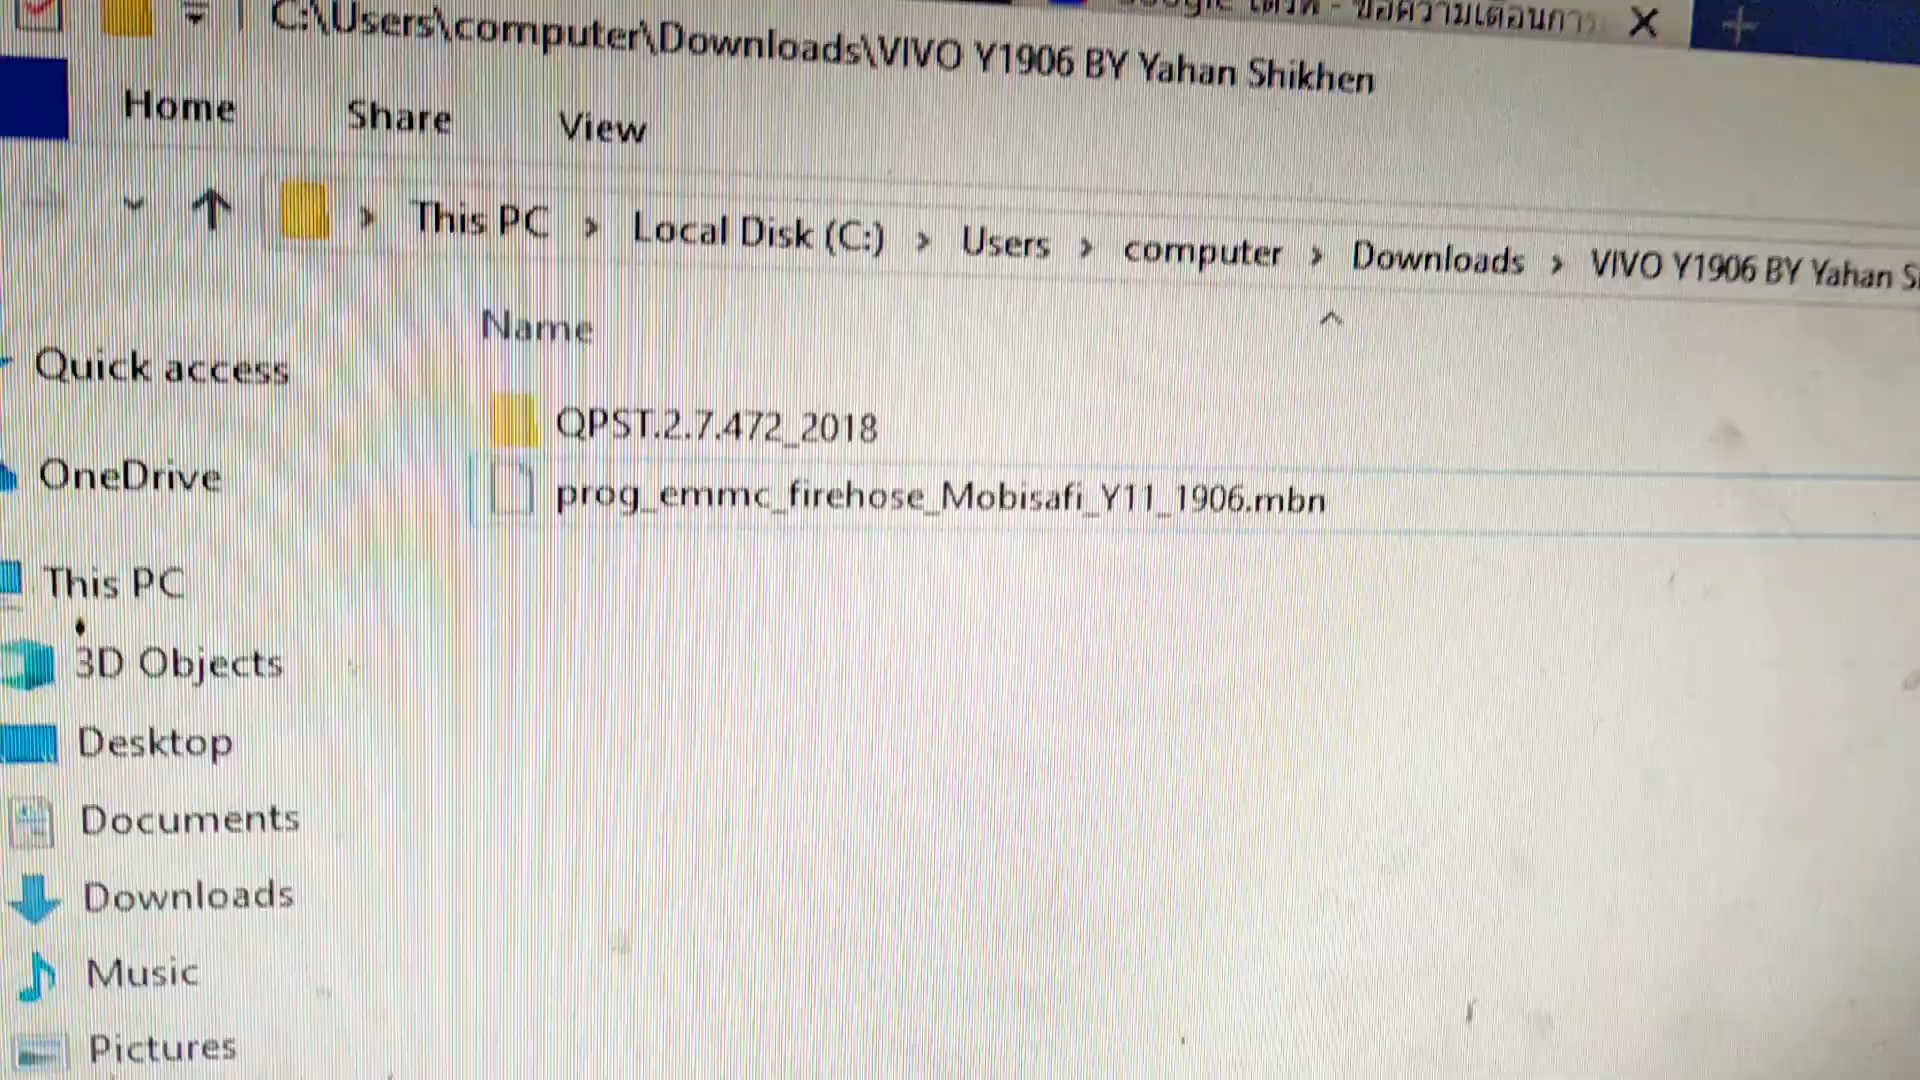 C:\Users\computer\Downloads\VIVO Y1906 BY Yahan Shikhen
Home Share View
This PC › Local Disk (C:) › Users › computer › Downloads › VIVO Y1906 BY Yahan
Name
Quick access
QPST.2.7.472_2018
OneDrive
prog_emmc_firehose_Mobisafi_Y11_1906.mbn
This PC
3D Objects
Desktop
Documents
Downloads
Music
Pictures